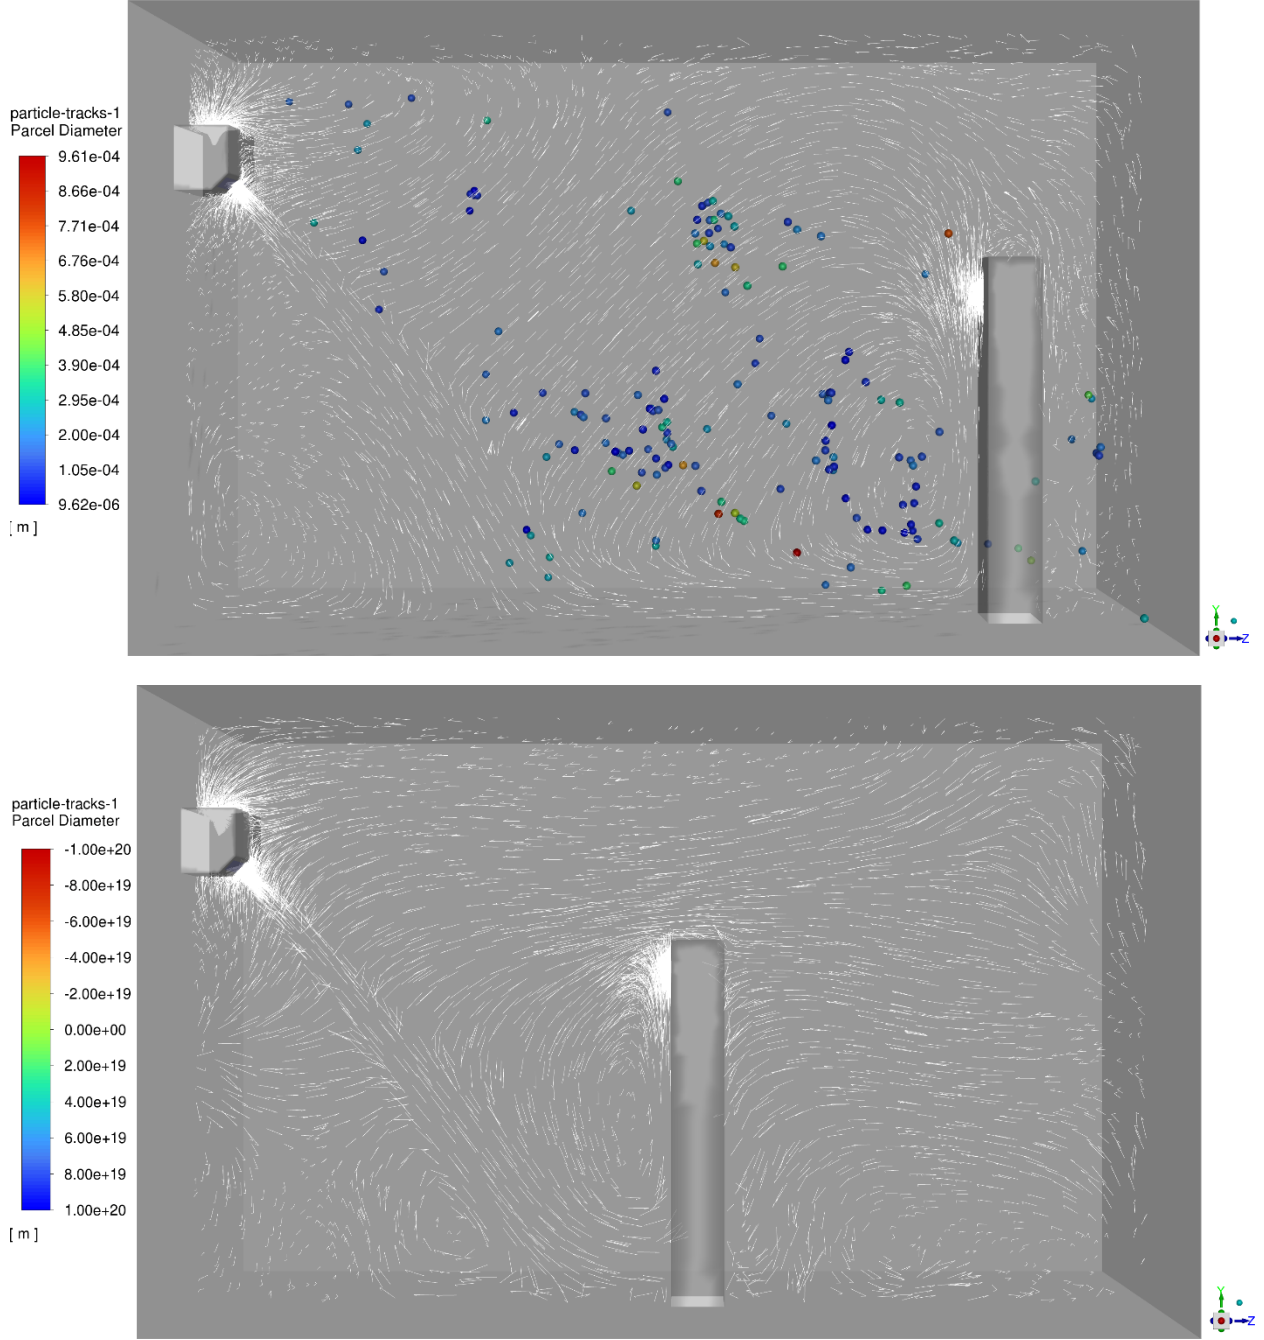 particle-tracks-1
Parcel Diameter
9.61e-04
8.66e-04
7.71e-04
6.76e-04
5.80e-04
4.85e-04
3.90e-04
2.95e-04
2.00e-04
1.05e-04
9.62e-06
[ m ]
Y
Z
particle-tracks-1
Parcel Diameter
-1.00e+20
-8.00e+19
-6.00e+19
-4.00e+19
-2.00e+19
0.00e+00
2.00e+19
4.00e+19
6.00e+19
8.00e+19
1.00e+20
[ m ]
Y
Z